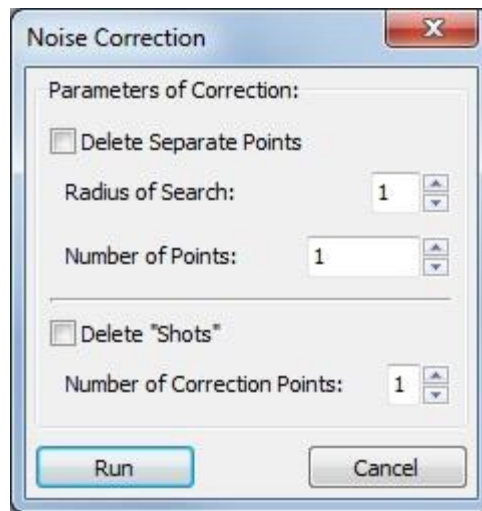 Noise Correction
Parameters of Correction:
Delete Separate Points
Radius of Search: 1
Number of Points: 1
Delete "Shots"
Number of Correction Points: 1
Run Cancel